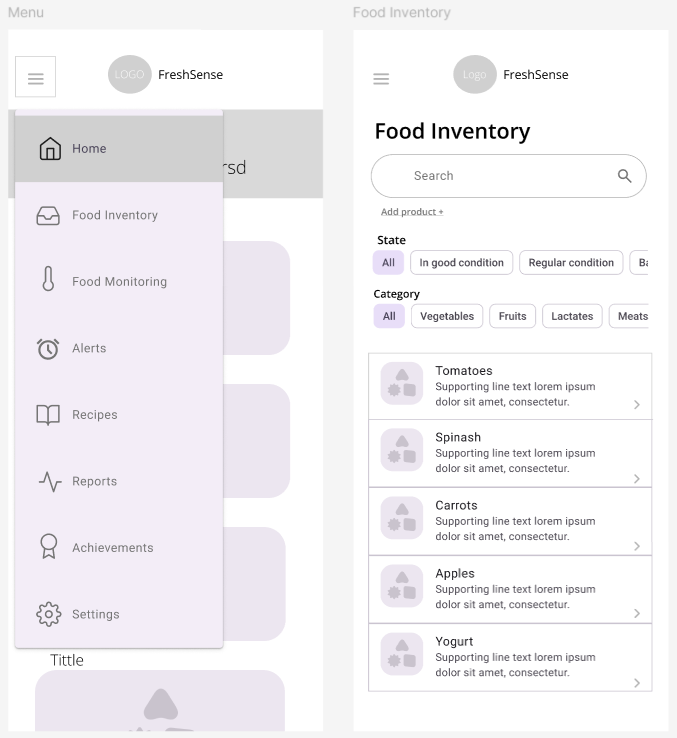 Menu
LOGO FreshSense
rsd
Home
Food Inventory
Food Monitoring
Alerts
Recipes
Reports
Achievements
Settings
Tittle
Food Inventory
Logo FreshSense
Food Inventory
Search
Add product +
State
All In good condition Regular condition Ba
Category
All Vegetables Fruits Lactates Meats
Tomatoes
Supporting line text lorem ipsum
dolor sit amet, consectetur.
Spinash
Supporting line text lorem ipsum
dolor sit amet, consectetur.
Carrots
Supporting line text lorem ipsum
dolor sit amet, consectetur.
Apples
Supporting line text lorem ipsum
dolor sit amet, consectetur.
Yogurt
Supporting line text lorem ipsum
dolor sit amet, consectetur.